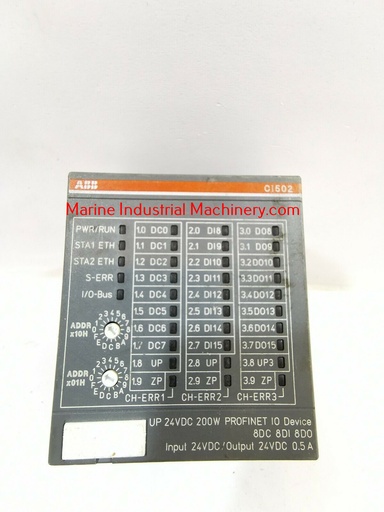 ABB CI502
Marine Industrial Machinery.com
PWR/RUN 1.0 DC0 2.0 DI8 3.0 DO8
STA1 ETH 1.1 DC1 2.1 DI9 3.1 DO9
STA2 ETH 1.2 DC2 2.2 DI10 3.2 DO10
S-ERR 1.3 DC3 2.3 DI11 3.3 DO11
I/O-Bus 1.4 DC4 2.4 DI12 3.4 DO12
1.5 DC5 2.5 DI13 3.5 DO13
ADDR x10H 1.6 DC6 2.6 DI14 3.6 DO14
1.7 DC7 2.7 DI15 3.7 DO15
1.8 UP 2.8 UP 3.8 UP3
ADDR x01H 1.9 ZP 2.9 ZP 3.9 ZP
CH-ERR1 CH-ERR2 CH-ERR3
UP 24VDC 200W PROFINET IO Device
8DC 8DI 8DO
Input 24VDC/Output 24VDC 0.5A